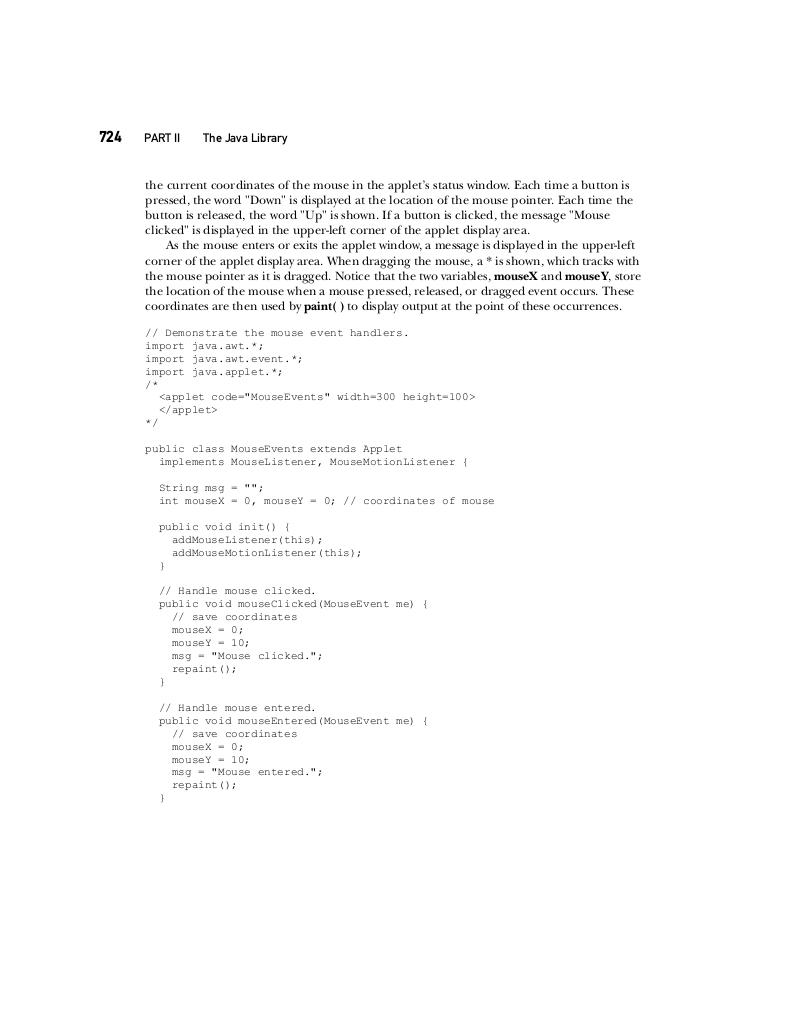 724 PART II The Java Library
the current coordinates of the mouse in the applet's status window. Each time a button is
pressed, the word "Down" is displayed at the location of the mouse pointer. Each time the
button is released, the word "Up" is shown. If a button is clicked, the message "Mouse
clicked" is displayed in the upper-left corner of the applet display area.
As the mouse enters or exits the applet window, a message is displayed in the upper-left
corner of the applet display area. When dragging the mouse, a * is shown, which tracks with
the mouse pointer as it is dragged. Notice that the two variables, mouseX and mouseY, store
the location of the mouse when a mouse pressed, released, or dragged event occurs. These
coordinates are then used by paint( ) to display output at the point of these occurrences.
// Demonstrate the mouse event handlers.
import java.awt.*;
import java.awt.event.*;
import java.applet.*;
/*
  <applet code="MouseEvents" width=300 height=100>
  </applet>
*/

public class MouseEvents extends Applet
  implements MouseListener, MouseMotionListener {

  String msg = "";
  int mouseX = 0, mouseY = 0; // coordinates of mouse

  public void init() {
    addMouseListener(this);
    addMouseMotionListener(this);
  }

  // Handle mouse clicked.
  public void mouseClicked(MouseEvent me) {
    // save coordinates
    mouseX = 0;
    mouseY = 10;
    msg = "Mouse clicked.";
    repaint();
  }

  // Handle mouse entered.
  public void mouseEntered(MouseEvent me) {
    // save coordinates
    mouseX = 0;
    mouseY = 10;
    msg = "Mouse entered.";
    repaint();
  }